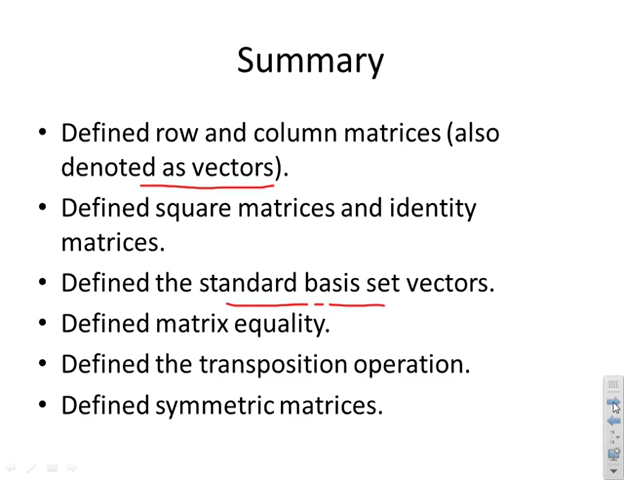 Summary
• Defined row and column matrices (also
denoted as vectors).
• Defined square matrices and identity
matrices.
• Defined the standard basis set vectors.
• Defined matrix equality.
• Defined the transposition operation.
• Defined symmetric matrices.